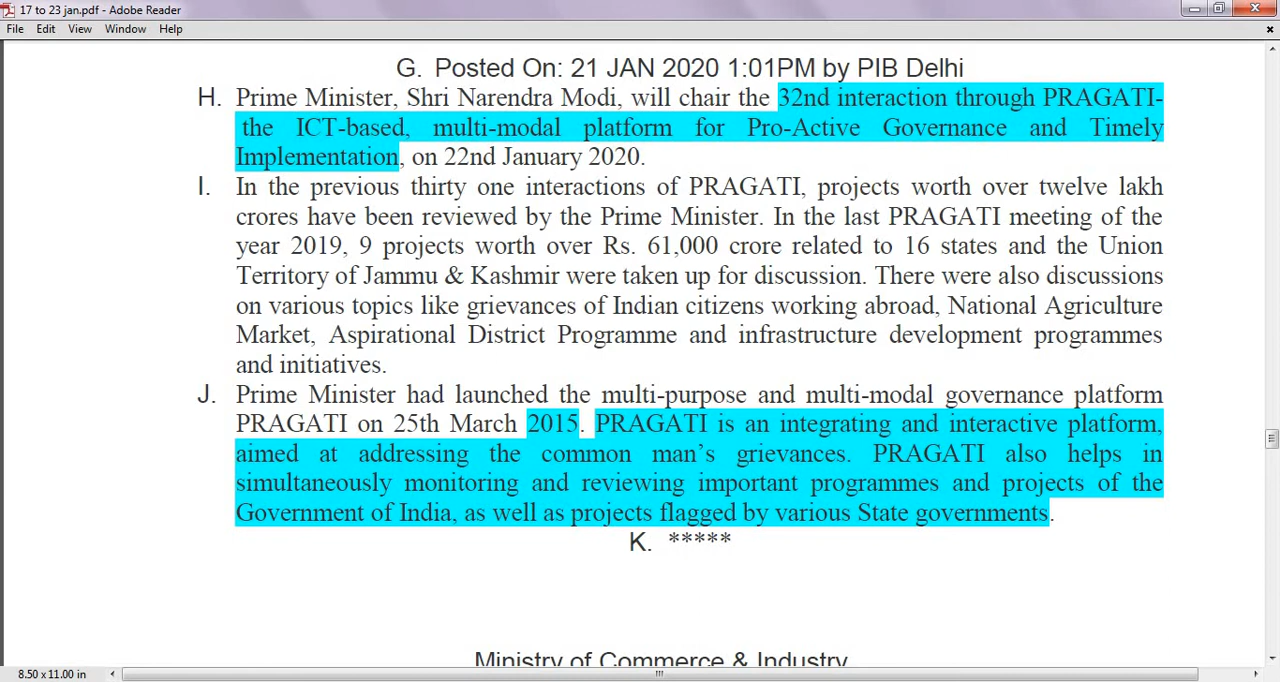 17 to 23 jan.pdf - Adobe Reader
File Edit View Window Help
G. Posted On: 21 JAN 2020 1:01PM by PIB Delhi
H. Prime Minister, Shri Narendra Modi, will chair the 32nd interaction through PRAGATI-
the ICT-based, multi-modal platform for Pro-Active Governance and Timely
Implementation, on 22nd January 2020.
I. In the previous thirty one interactions of PRAGATI, projects worth over twelve lakh
crores have been reviewed by the Prime Minister. In the last PRAGATI meeting of the
year 2019, 9 projects worth over Rs. 61,000 crore related to 16 states and the Union
Territory of Jammu & Kashmir were taken up for discussion. There were also discussions
on various topics like grievances of Indian citizens working abroad, National Agriculture
Market, Aspirational District Programme and infrastructure development programmes
and initiatives.
J. Prime Minister had launched the multi-purpose and multi-modal governance platform
PRAGATI on 25th March 2015. PRAGATI is an integrating and interactive platform,
aimed at addressing the common man’s grievances. PRAGATI also helps in
simultaneously monitoring and reviewing important programmes and projects of the
Government of India, as well as projects flagged by various State governments.
K. *****
Ministry of Commerce & Industry
8.50 x 11.00 in